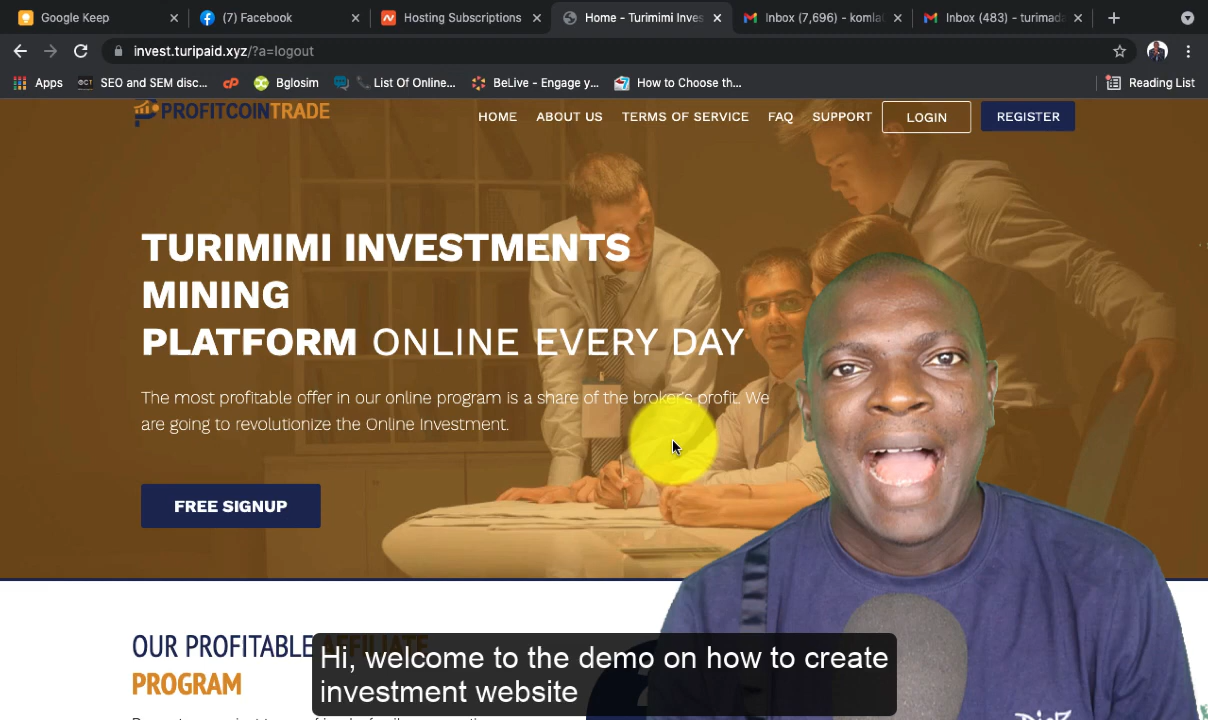 Google Keep
(7) Facebook
Hosting Subscriptions
Home - Turimimi Inves
Inbox (7,696) - komla
Inbox (483) - turimada
invest.turipaid.xyz/?a=logout
Apps
SEO and SEM disc...
cP
Bglosim
List Of Online...
BeLive - Engage y...
How to Choose th...
Reading List
PROFITCOINTRADE
HOME
ABOUT US
TERMS OF SERVICE
FAQ
SUPPORT
LOGIN
REGISTER
TURIMIMI INVESTMENTS
MINING
PLATFORM ONLINE EVERY DAY
The most profitable offer in our online program is a share of the broker's profit. We
are going to revolutionize the Online Investment.
FREE SIGNUP
OUR PROFITABLE AFFILIATE
PROGRAM
Hi, welcome to the demo on how to create
investment website